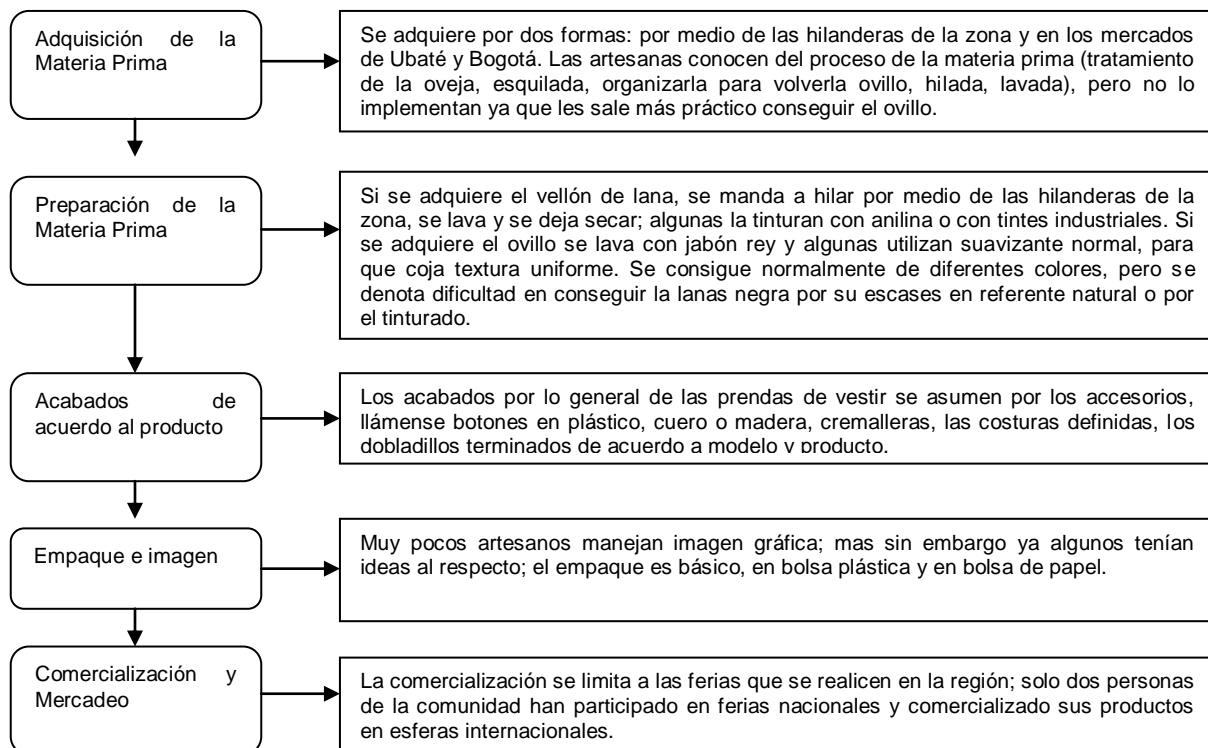 Adquisición de la
Materia Prima
Se adquiere por dos formas: por medio de las hilanderas de la zona y en los mercados
de Ubaté y Bogotá. Las artesanas conocen del proceso de la materia prima (tratamiento
de la oveja, esquilada, organizarla para volverla ovillo, hilada, lavada), pero no lo
implementan ya que les sale más práctico conseguir el ovillo.
Preparación de la
Materia Prima
Si se adquiere el vellón de lana, se manda a hilar por medio de las hilanderas de la
zona, se lava y se deja secar; algunas la tinturan con anilina o con tintes industriales. Si
se adquiere el ovillo se lava con jabón rey y algunas utilizan suavizante normal, para
que coja textura uniforme. Se consigue normalmente de diferentes colores, pero se
denota dificultad en conseguir la lanas negra por su escases en referente natural o por
el tinturado.
Acabados de
acuerdo al producto
Los acabados por lo general de las prendas de vestir se asumen por los accesorios,
llámense botones en plástico, cuero o madera, cremalleras, las costuras definidas, los
dobladillos terminados de acuerdo a modelo y producto.
Empaque e imagen
Muy pocos artesanos manejan imagen gráfica; mas sin embargo ya algunos tenían
ideas al respecto; el empaque es básico, en bolsa plástica y en bolsa de papel.
Comercialización y
Mercadeo
La comercialización se limita a las ferias que se realicen en la región; solo dos personas
de la comunidad han participado en ferias nacionales y comercializado sus productos
en esferas internacionales.